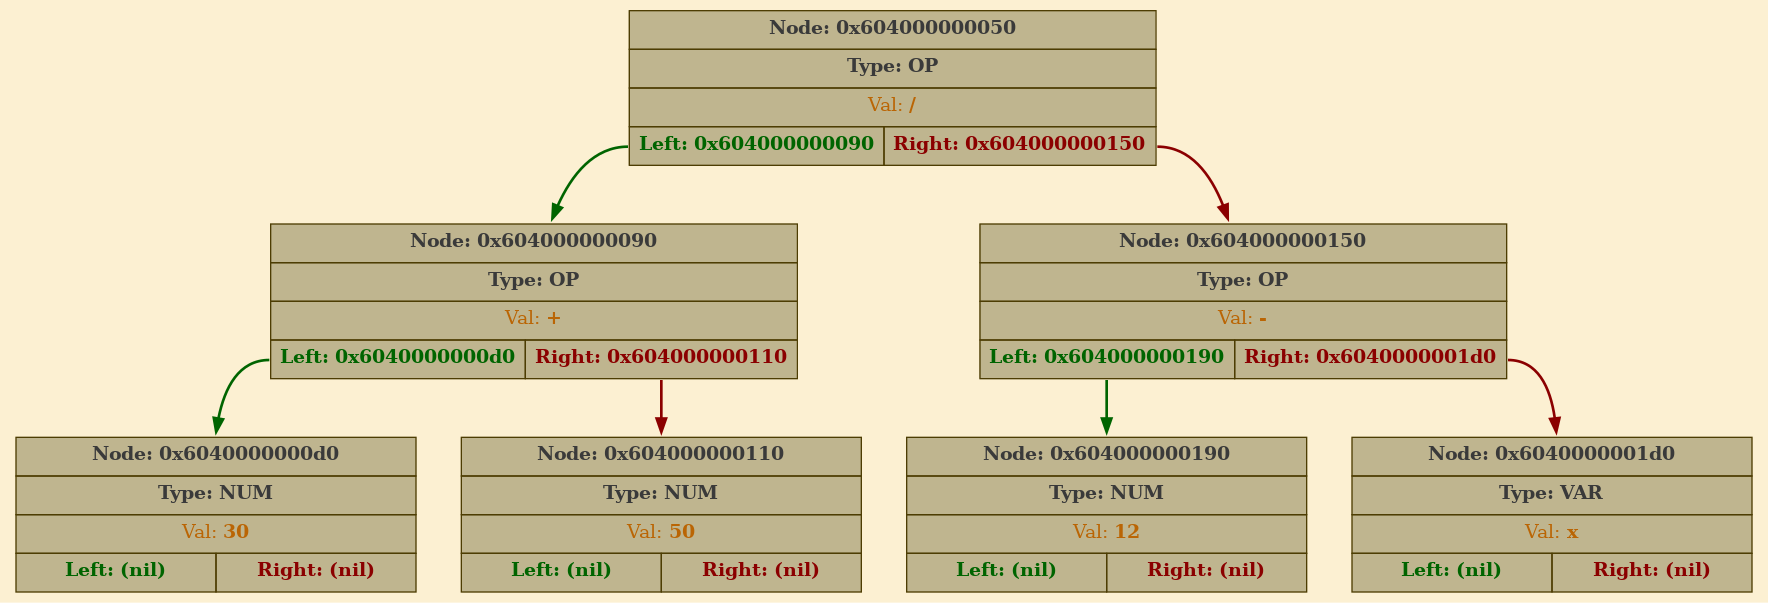 Node: 0x604000000050
Type: OP
Val: /
Left: 0x604000000090 Right: 0x604000000150
Node: 0x604000000090
Type: OP
Val: +
Left: 0x6040000000d0 Right: 0x604000000110
Node: 0x604000000150
Type: OP
Val: -
Left: 0x604000000190 Right: 0x6040000001d0
Node: 0x6040000000d0
Type: NUM
Val: 30
Left: (nil) Right: (nil)
Node: 0x604000000110
Type: NUM
Val: 50
Left: (nil) Right: (nil)
Node: 0x604000000190
Type: NUM
Val: 12
Left: (nil) Right: (nil)
Node: 0x6040000001d0
Type: VAR
Val: x
Left: (nil) Right: (nil)